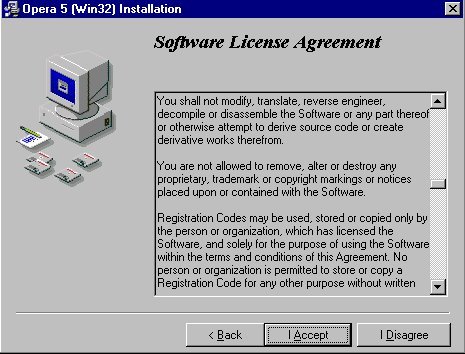 Opera 5 (Win32) Installation
Software License Agreement
You shall not modify, translate, reverse engineer,
decompile or disassemble the Software or any part thereof
or otherwise attempt to derive source code or create
derivative works therefrom.
You are not allowed to remove, alter or destroy any
proprietary, trademark or copyright markings or notices
placed upon or contained with the Software.
Registration Codes may be used, stored or copied only by
the person or organization, which has licensed the
Software, and solely for the purpose of using the Software
within the terms and conditions of this Agreement. No
person or organization is permitted to store or copy a
Registration Code for any other purpose without written
< Back
I Accept
I Disagree